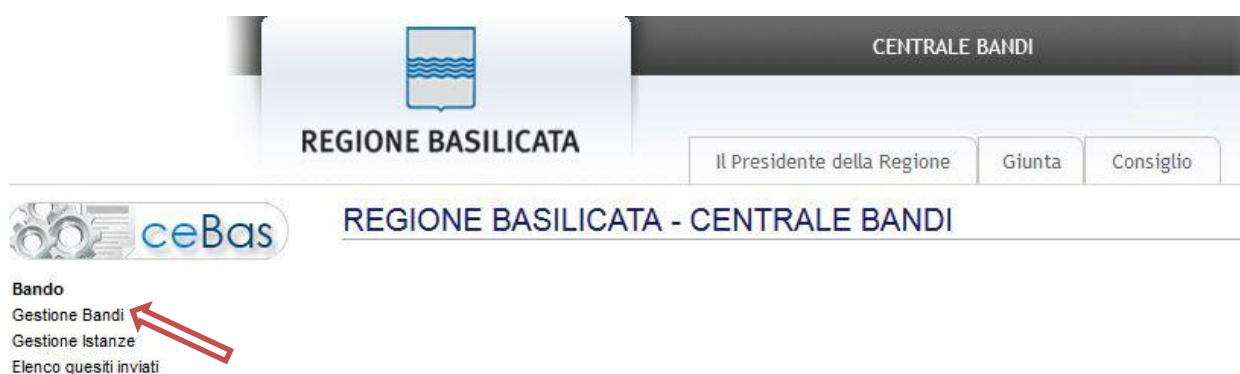 CENTRALE BANDI
REGIONE BASILICATA
Il Presidente della Regione Giunta Consiglio
ceBas
REGIONE BASILICATA - CENTRALE BANDI
Bando
Gestione Bandi
Gestione Istanze
Elenco quesiti inviati